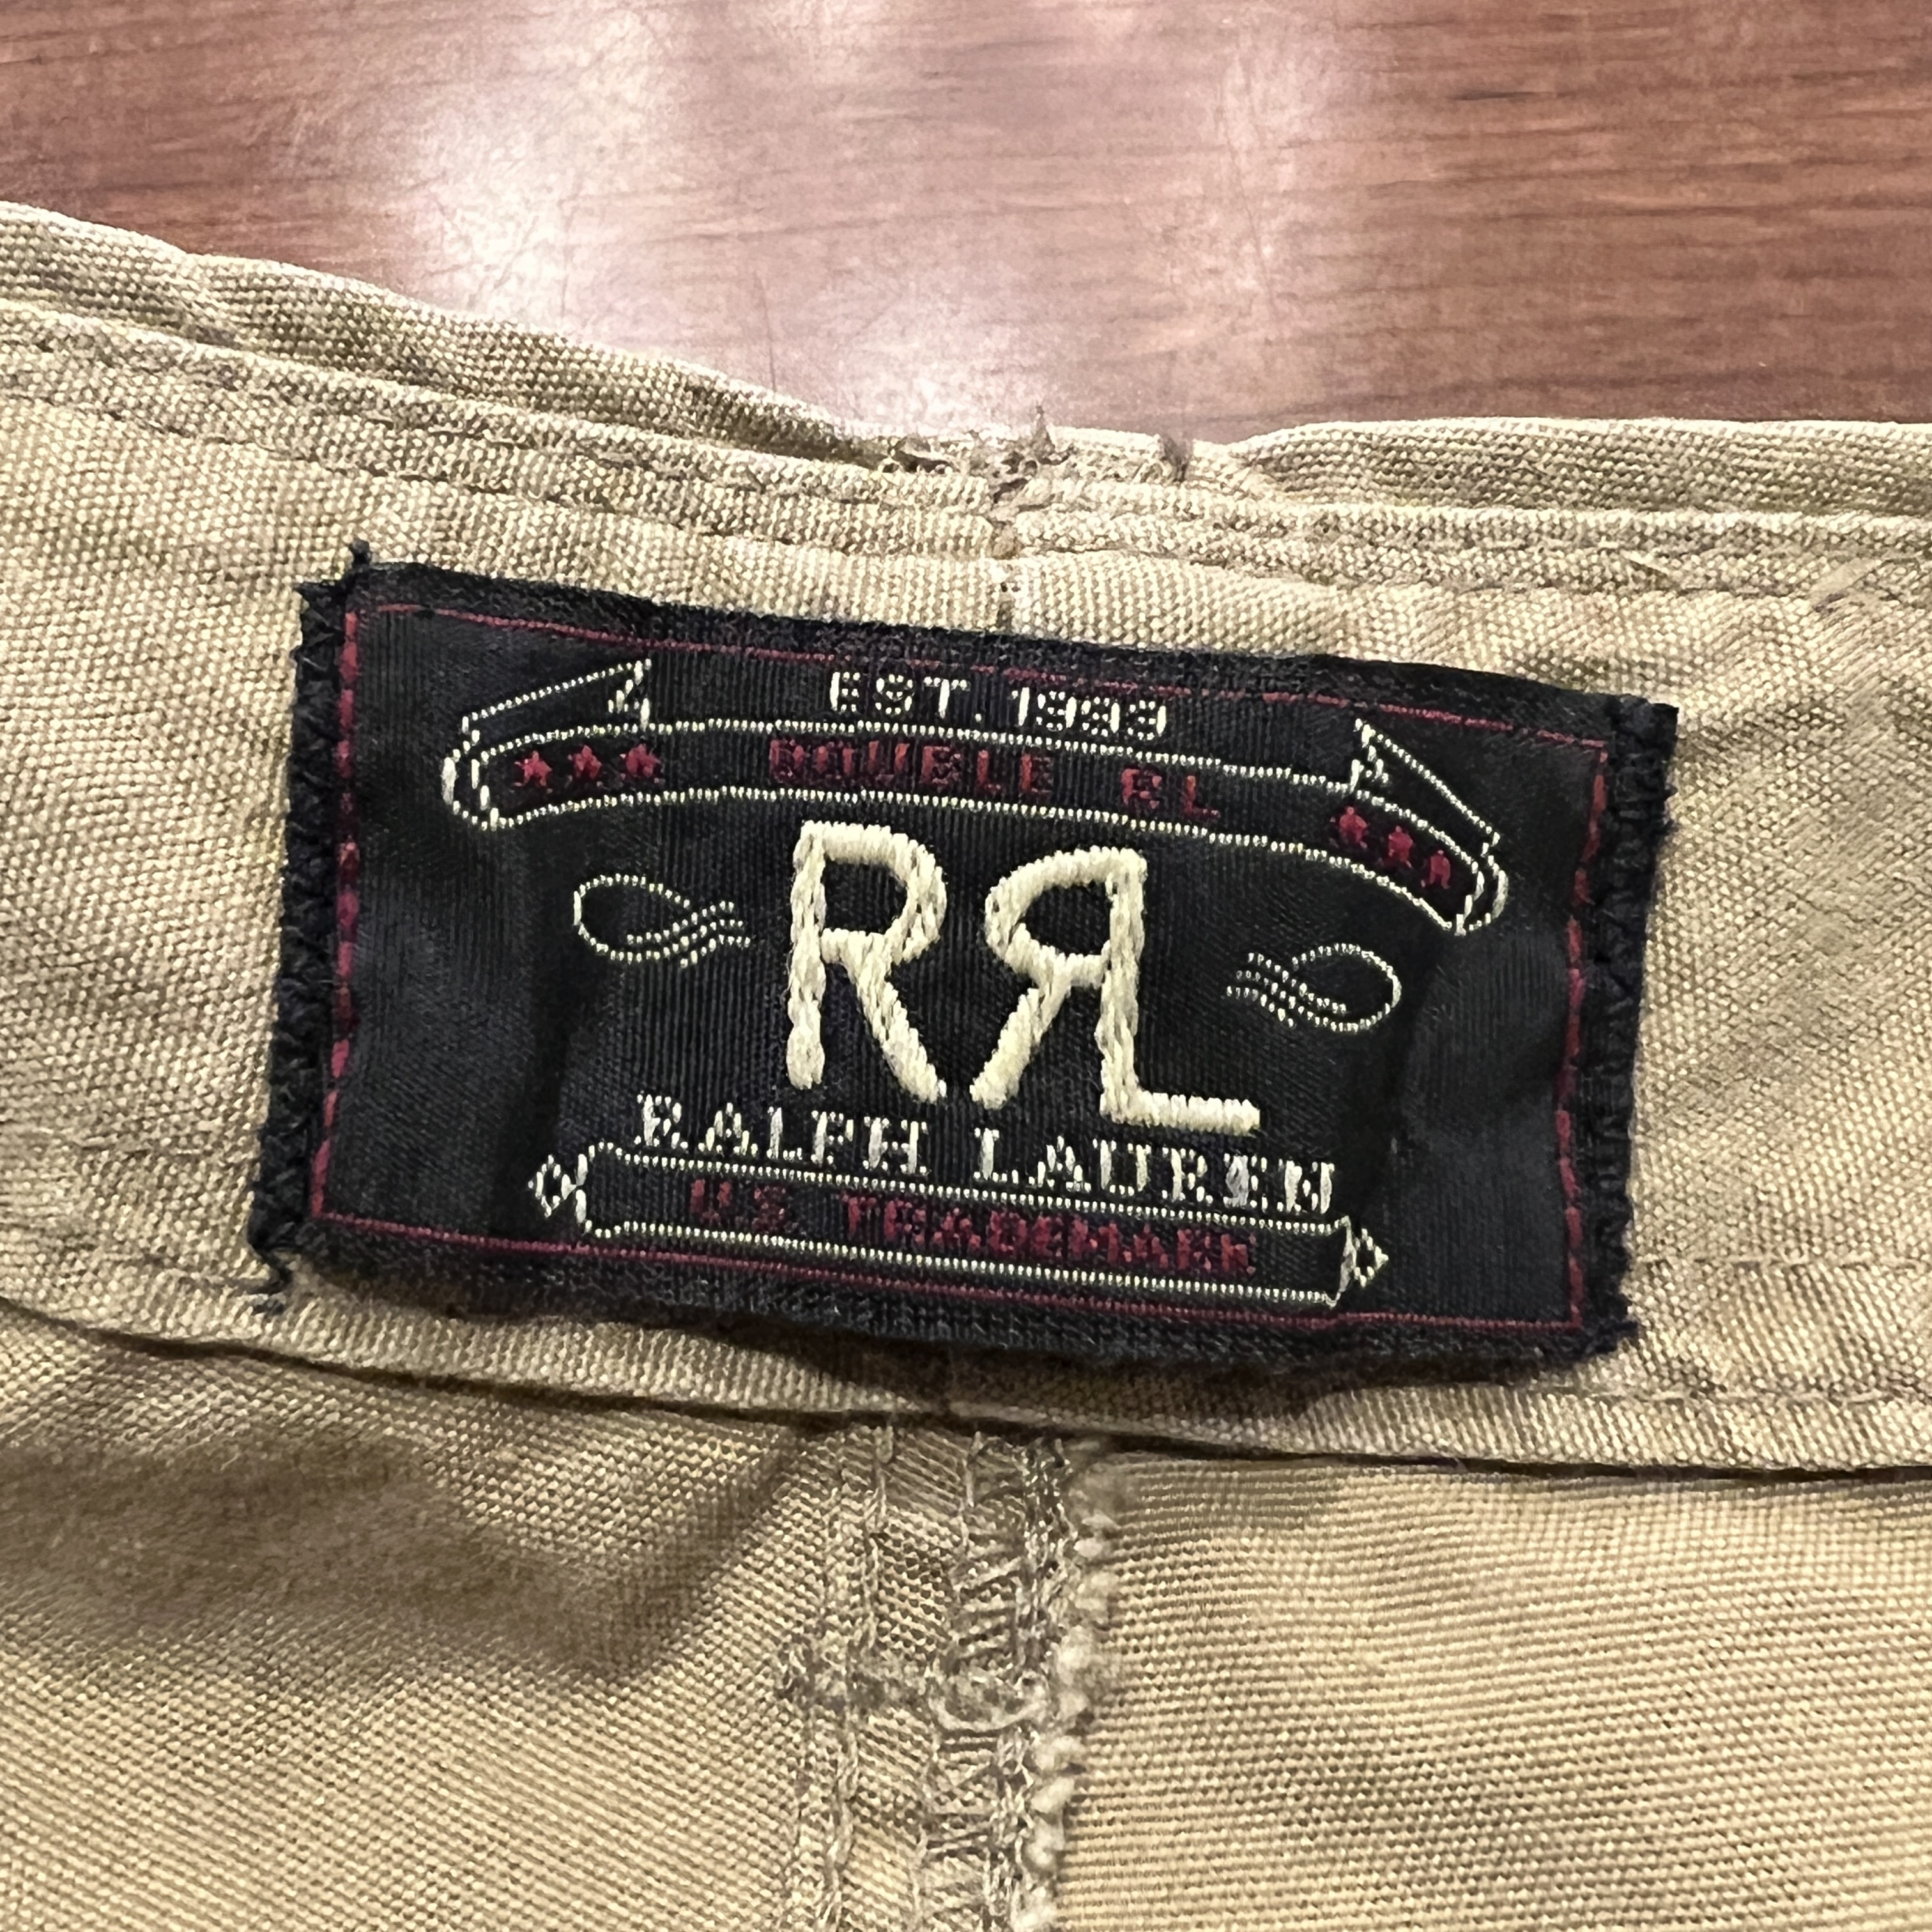 EST. 1993
DOUBLE RL
RRL
RALPH LAUREN
U.S. TRADEMARK